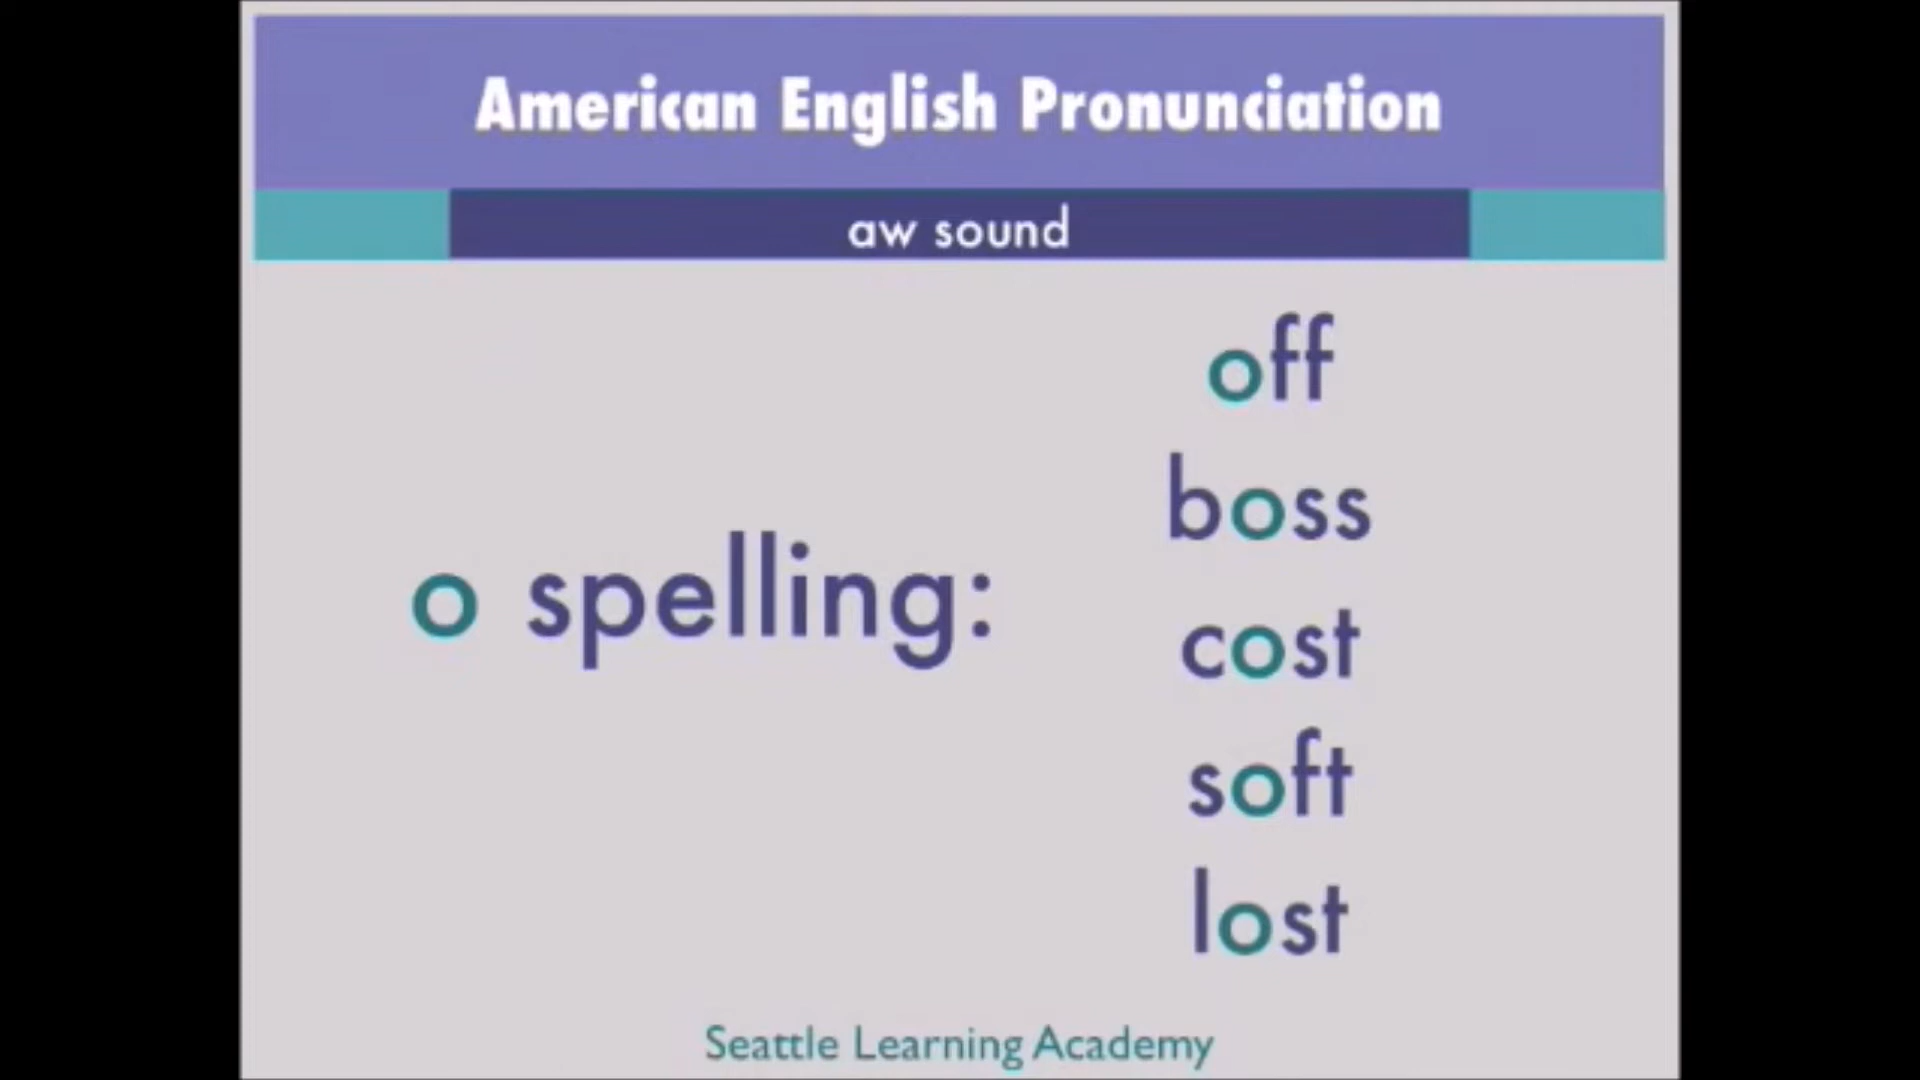 American English Pronunciation
aw sound
off
boss
o spelling:
cost
soft
lost
Seattle Learning Academy